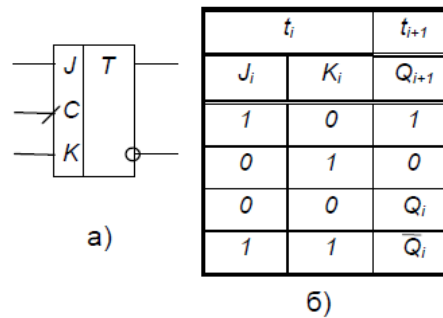 J T
C
K
а)
t_i t_{i+1}
J_i K_i Q_{i+1}
1 0 1
0 1 0
0 0 Q_i
1 1 Q̅_i
б)